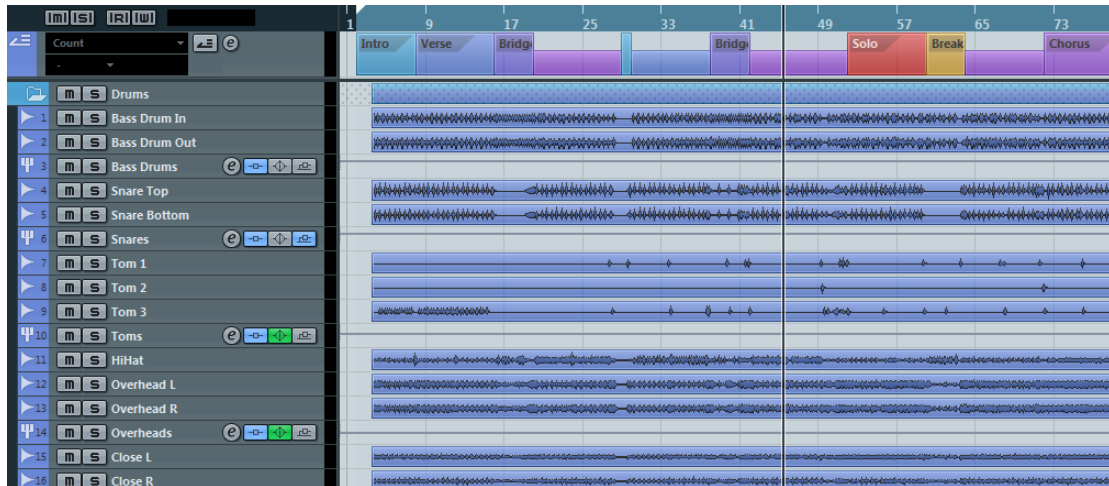 m S R W
1 9 17 25 33 41 49 57 65 73
Count
e
Intro Verse Bridg Bridg Solo Break Chorus
-
m S Drums
1 m S Bass Drum In
2 m S Bass Drum Out
3 m S Bass Drums e
4 m S Snare Top
5 m S Snare Bottom
6 m S Snares e
7 m S Tom 1
8 m S Tom 2
9 m S Tom 3
10 m S Toms e
11 m S HiHat
12 m S Overhead L
13 m S Overhead R
14 m S Overheads e
15 m S Close L
16 m S Close R